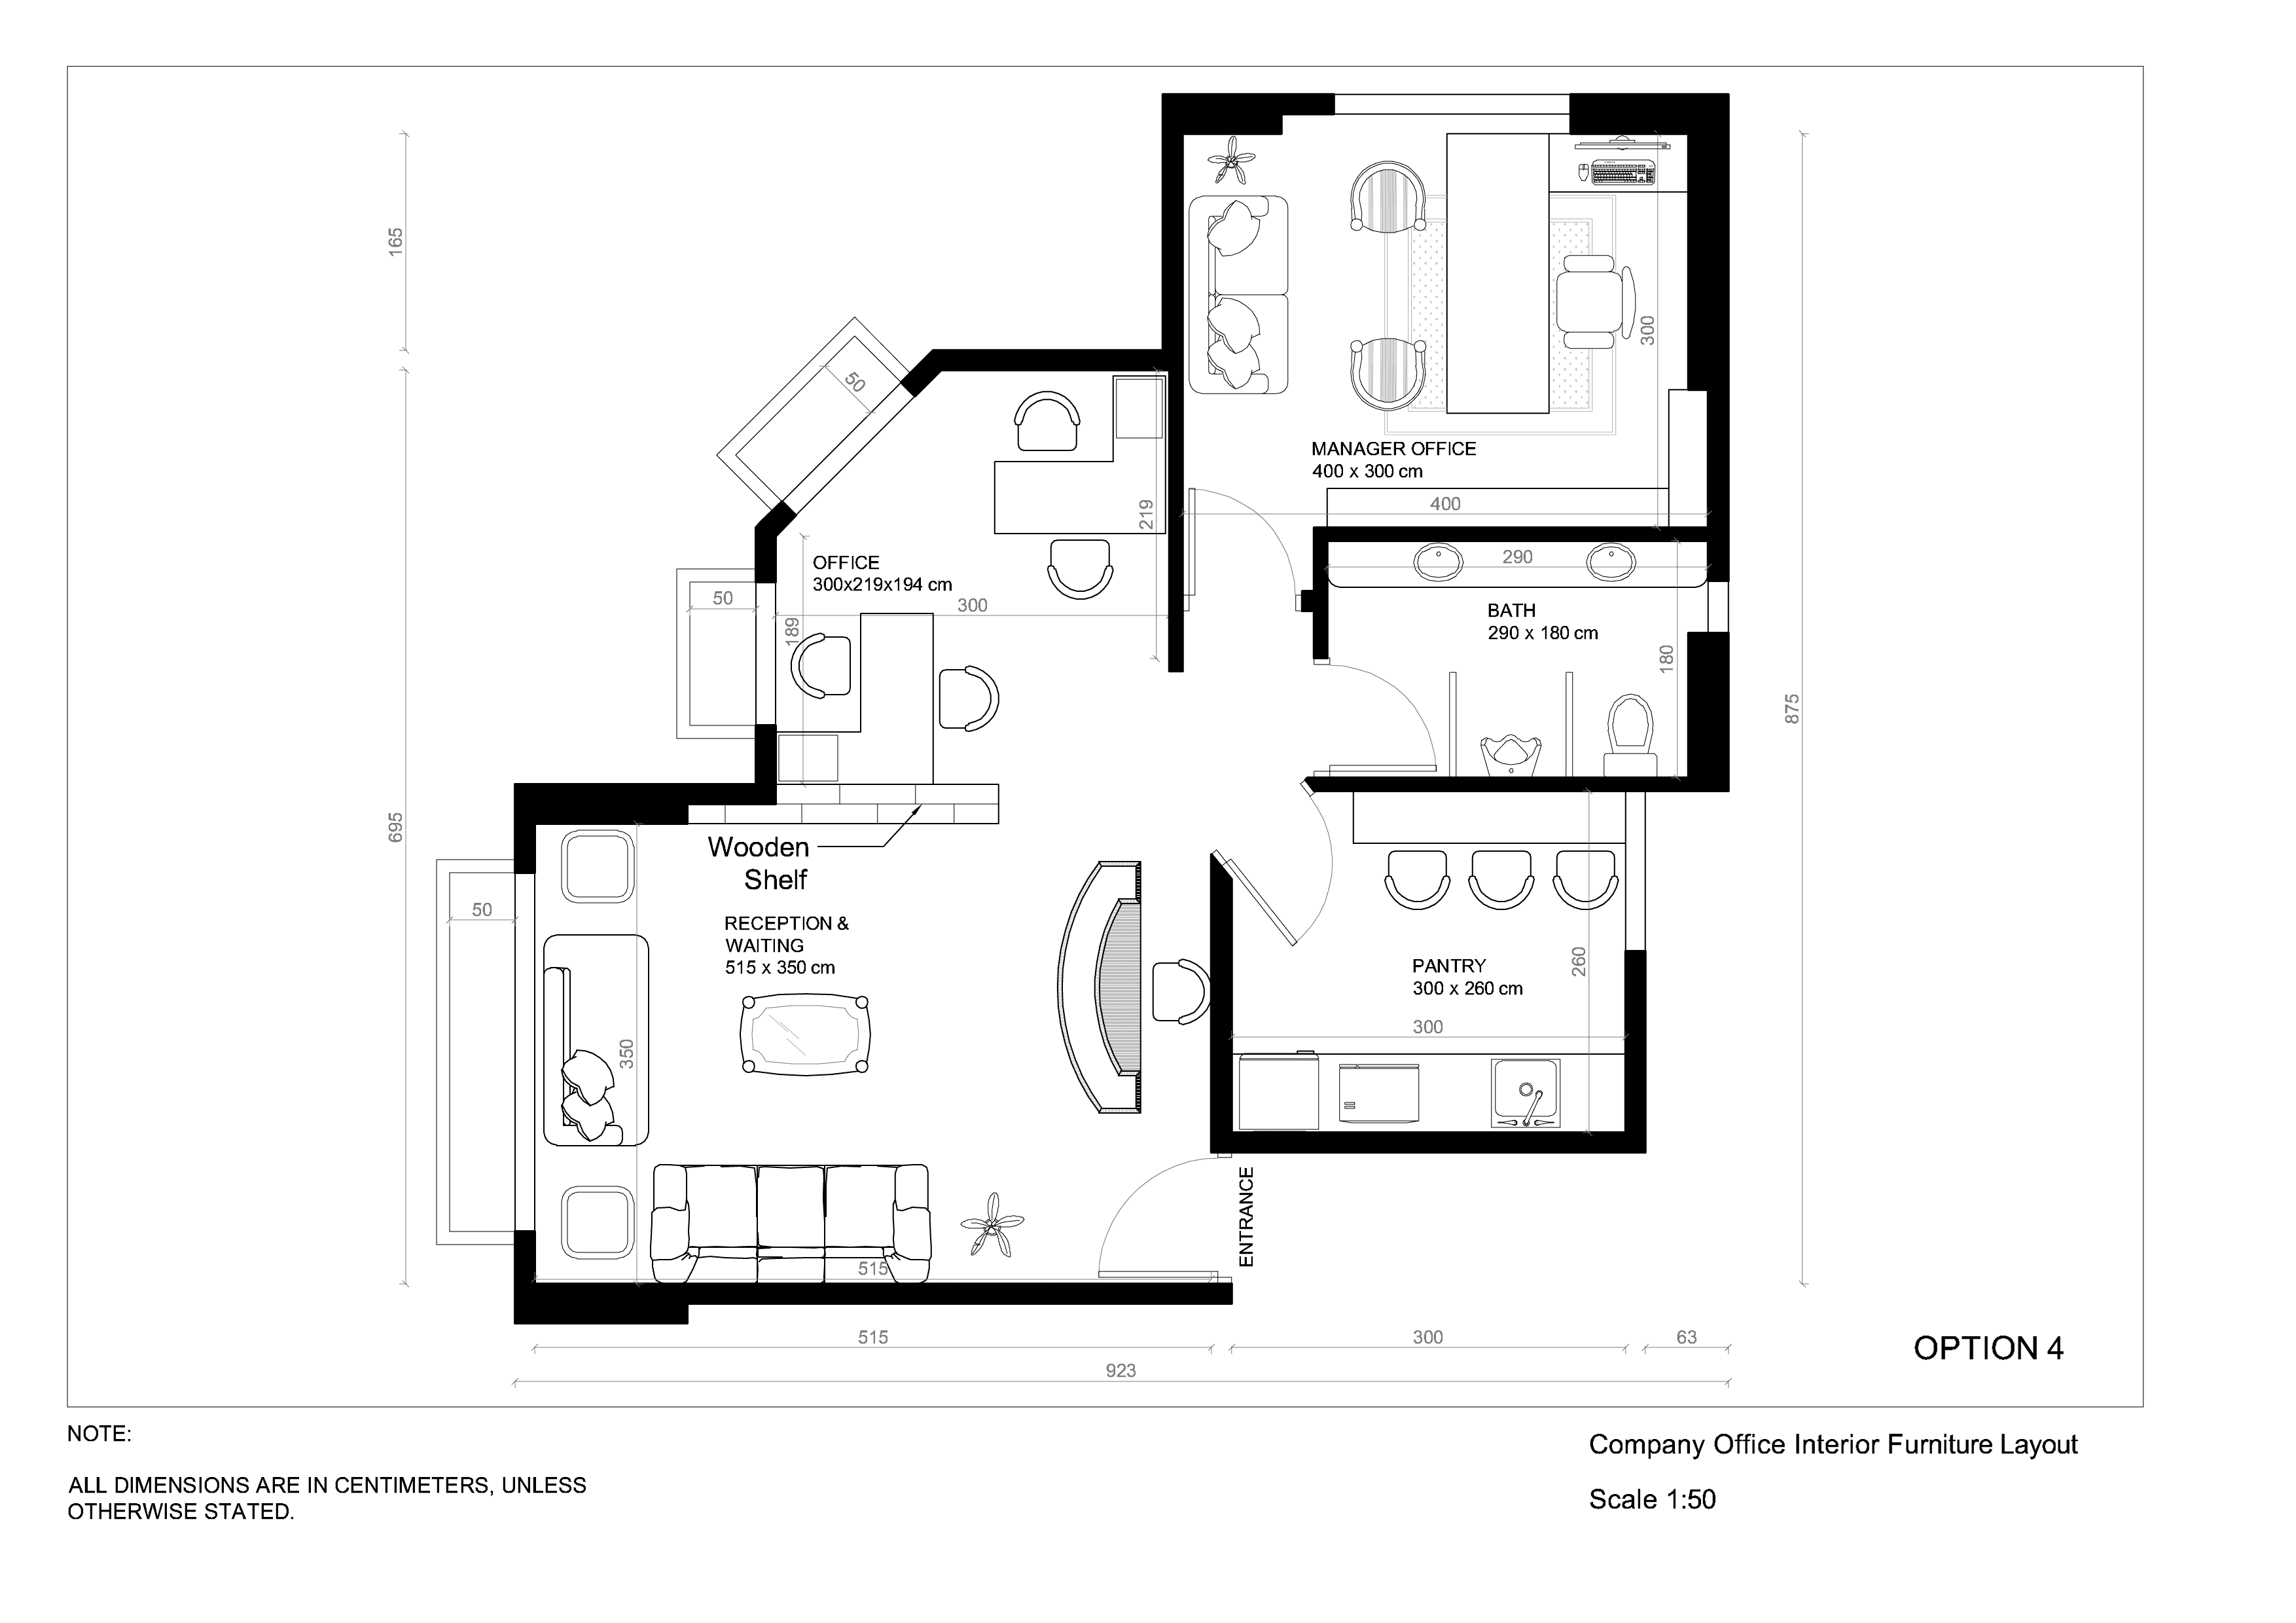 165
50
300
MANAGER OFFICE
400 x 300 cm
400
219
OFFICE
300x219x194 cm
300
50
189
290
BATH
290 x 180 cm
180
875
695
Wooden
Shelf
RECEPTION &
WAITING
515 x 350 cm
50
350
PANTRY
300 x 260 cm
260
300
ENTRANCE
515
515
300
63
923
OPTION 4
NOTE:
ALL DIMENSIONS ARE IN CENTIMETERS, UNLESS
OTHERWISE STATED.
Company Office Interior Furniture Layout
Scale 1:50